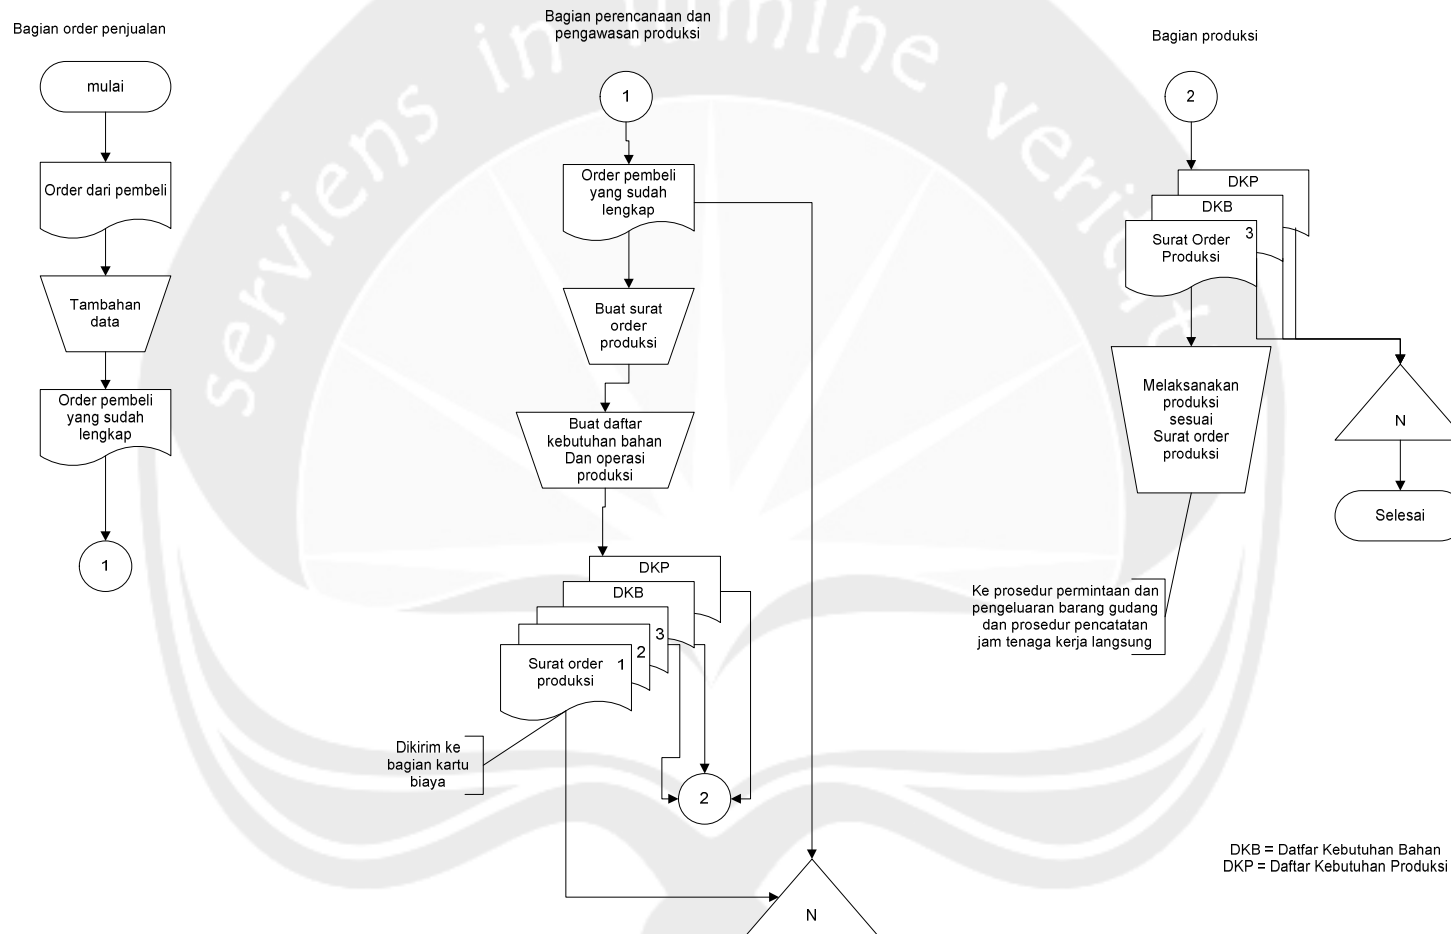 serviens in lumine veritatis
Bagian order penjualan
mulai
Order dari pembeli
Tambahan
data
Order pembeli
yang sudah
lengkap
1
Bagian perencanaan dan
pengawasan produksi
1
Order pembeli
yang sudah
lengkap
Buat surat
order
produksi
Buat daftar
kebutuhan bahan
Dan operasi
produksi
DKP
DKB
3
2
Surat order
produksi
1
Dikirim ke
bagian kartu
biaya
2
N
Bagian produksi
2
DKP
DKB
Surat Order
Produksi
3
Melaksanakan
produksi
sesuai
Surat order
produksi
N
Selesai
Ke prosedur permintaan dan
pengeluaran barang gudang
dan prosedur pencatatan
jam tenaga kerja langsung
DKB = Datfar Kebutuhan Bahan
DKP = Daftar Kebutuhan Produksi